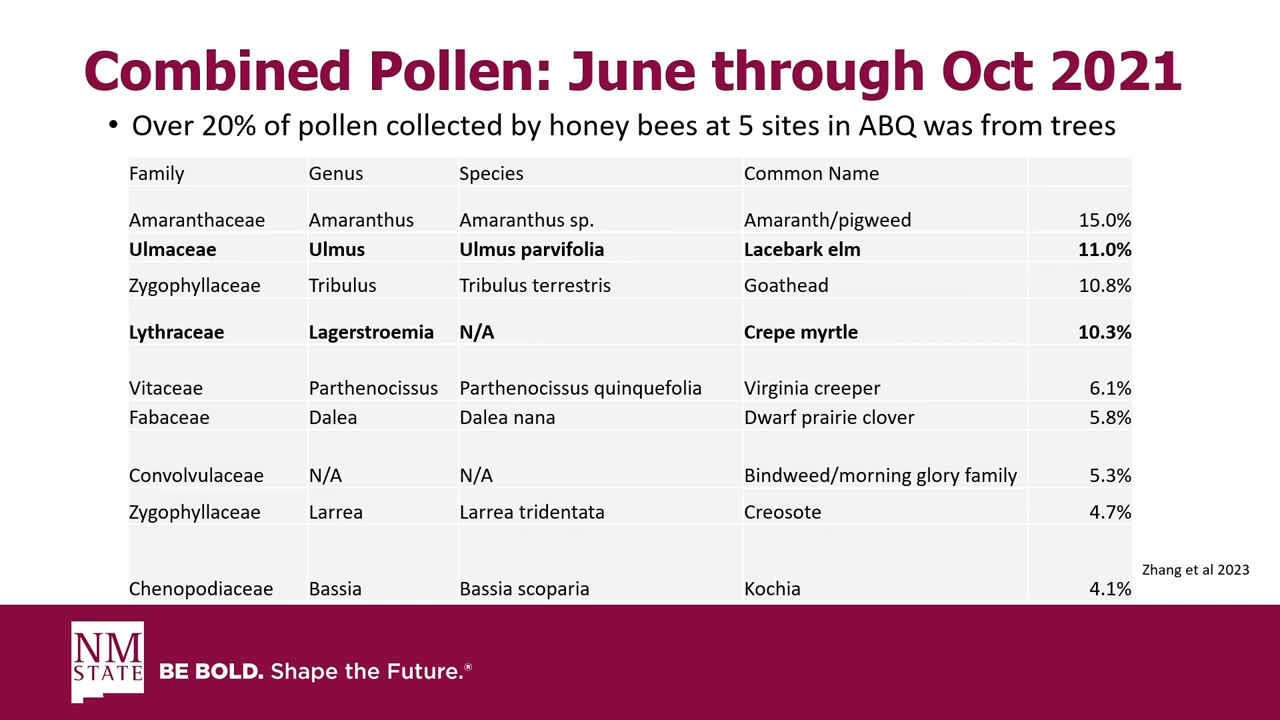 Combined Pollen: June through Oct 2021
• Over 20% of pollen collected by honey bees at 5 sites in ABQ was from trees
Family Genus Species Common Name
Amaranthaceae Amaranthus Amaranthus sp. Amaranth/pigweed 15.0%
Ulmaceae Ulmus Ulmus parvifolia Lacebark elm 11.0%
Zygophyllaceae Tribulus Tribulus terrestris Goathead 10.8%
Lythraceae Lagerstroemia N/A Crepe myrtle 10.3%
Vitaceae Parthenocissus Parthenocissus quinquefolia Virginia creeper 6.1%
Fabaceae Dalea Dalea nana Dwarf prairie clover 5.8%
Convolvulaceae N/A N/A Bindweed/morning glory family 5.3%
Zygophyllaceae Larrea Larrea tridentata Creosote 4.7%
Chenopodiaceae Bassia Bassia scoparia Kochia 4.1%
Zhang et al 2023
NM
STATE
BE BOLD. Shape the Future.®